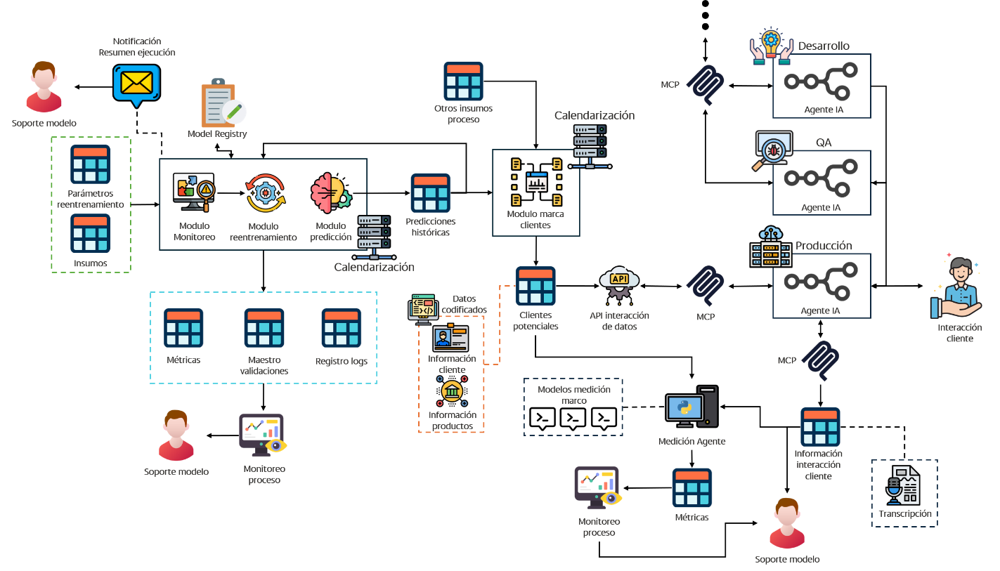 Notificación
Resumen ejecución
Soporte modelo
Model Registry
Parámetros
reentrenamiento
Insumos
Modulo
Monitoreo
Modulo
reentrenamiento
Modulo
predicción
Calendarización
Predicciones
históricas
Otros insumos
proceso
Calendarización
Modulo marca
clientes
MCP
Desarrollo
Agente IA
QA
Agente IA
Producción
Agente IA
Interacción
cliente
Métricas
Maestro
validaciones
Registro logs
Soporte modelo
Monitoreo
proceso
Datos
codificados
Información
cliente
Información
productos
Clientes
potenciales
API
API interacción
de datos
MCP
MCP
Modelos medición
marco
Medición Agente
Información
interacción
cliente
Transcripción
Monitoreo
proceso
Métricas
Soporte modelo